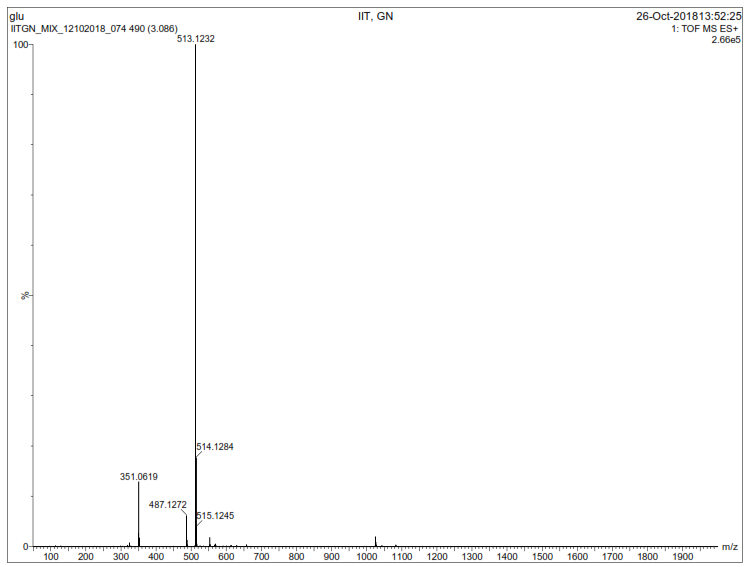 glu IIT, GN 26-Oct-201813:52:25
IITGN_MIX_12102018_074 490 (3.086) 1: TOF MS ES+
2.66e5
513.1232
100
%
514.1284
351.0619
487.1272
515.1245
0
m/z
100 200 300 400 500 600 700 800 900 1000 1100 1200 1300 1400 1500 1600 1700 1800 1900